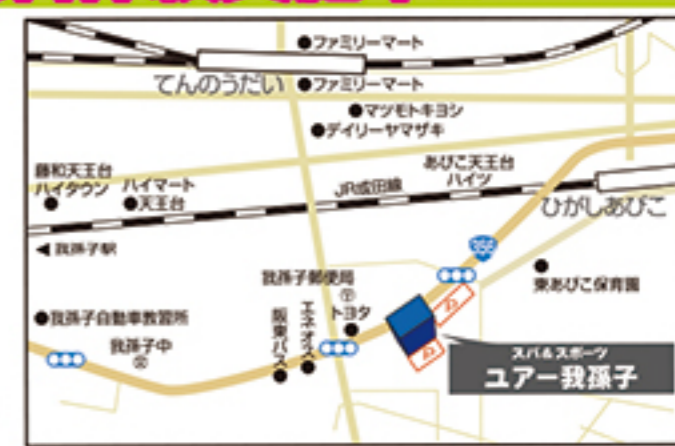 ファミリーマート
てんのうだい
ファミリーマート
マツモトキヨシ
デイリーヤマザキ
藤和天王台
ハイタウン
ハイマート
天王台
JR成田線
あびこ天王台
ハイツ
ひがしあびこ
我孫子駅
356
我孫子郵便局
トヨタ
東あびこ保育園
我孫子自動車教習所
我孫子中
阪東バス
エネオス
P
P
スパ&スポーツ
ユアー我孫子